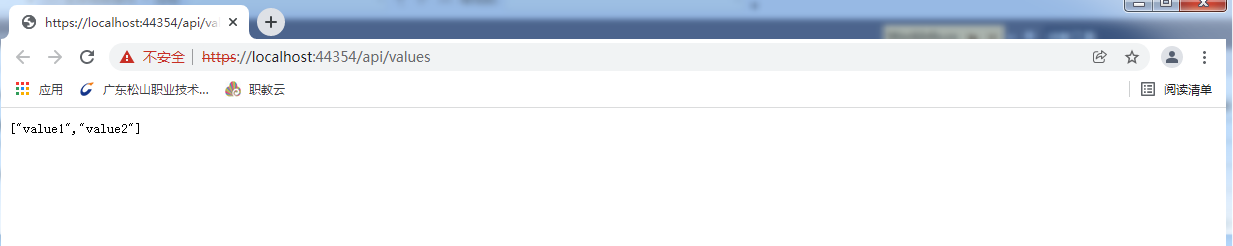 https://localhost:44354/api/val
不安全 https://localhost:44354/api/values
应用 广东松山职业技术... 职教云 阅读清单
["value1","value2"]